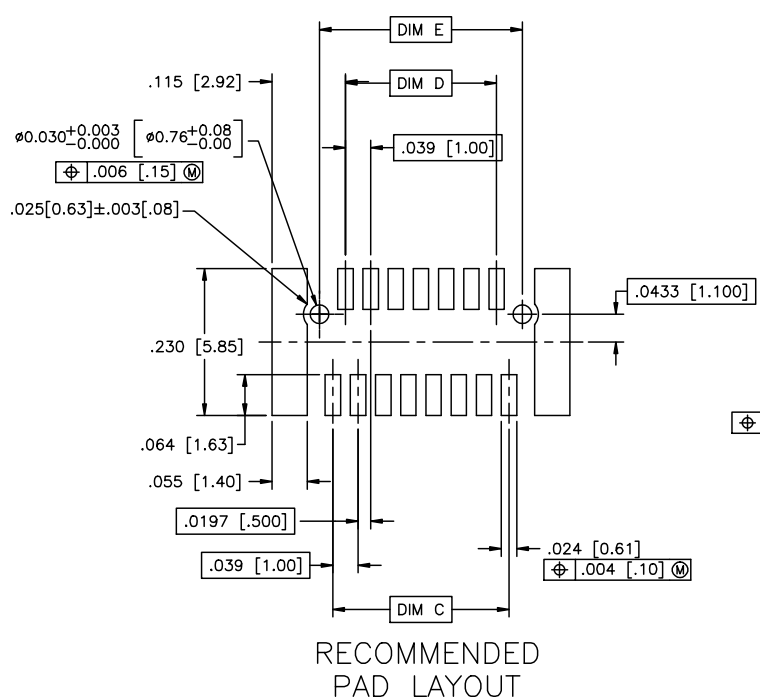 DIM E
.115 [2.92]
DIM D
ø0.030+0.003 -0.000 [ø0.76+0.08 -0.00]
.039 [1.00]
⌖ .006 [.15] Ⓜ
.025[0.63]±.003[.08]
.0433 [1.100]
.230 [5.85]
⌖
.064 [1.63]
.055 [1.40]
.0197 [.500]
.024 [0.61]
.039 [1.00]
⌖ .004 [.10] Ⓜ
DIM C
RECOMMENDED
PAD LAYOUT